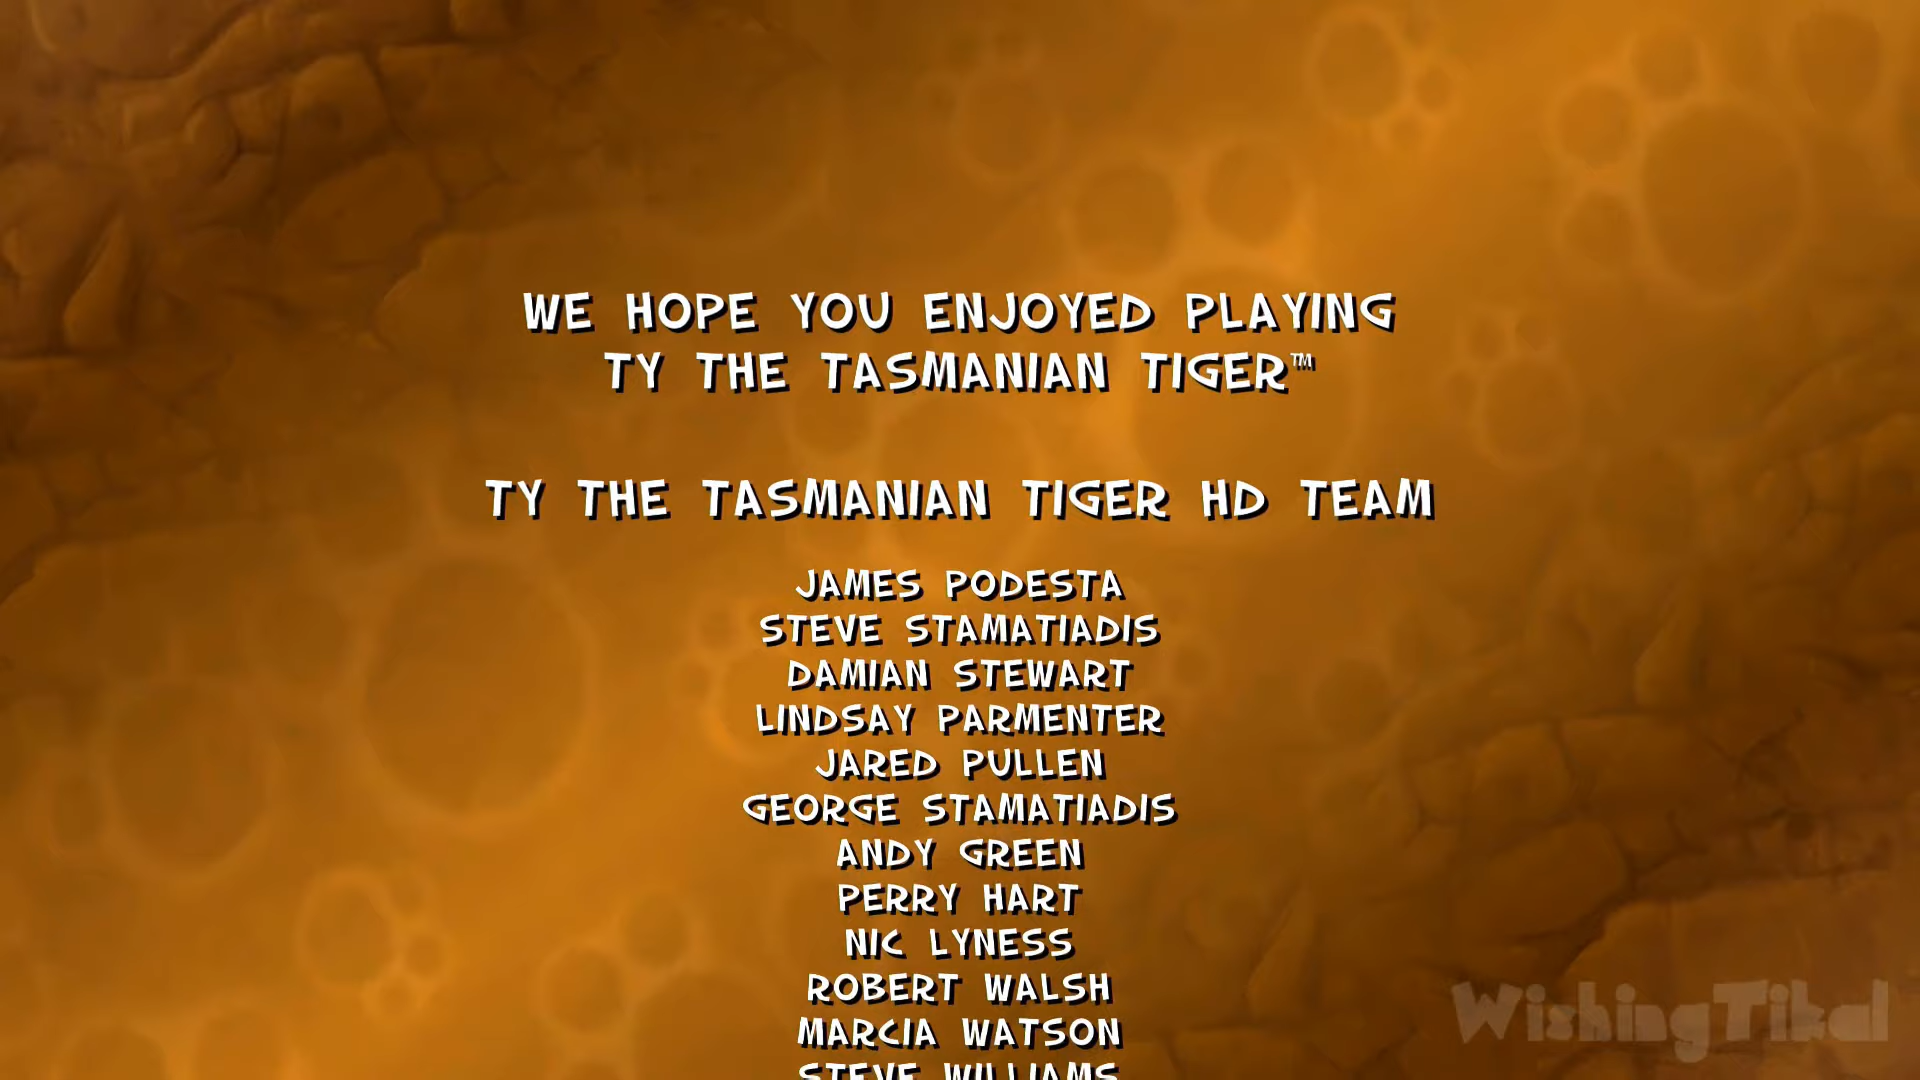 WE HOPE YOU ENJOYED PLAYING
TY THE TASMANIAN TIGER™
TY THE TASMANIAN TIGER HD TEAM
JAMES PODESTA
STEVE STAMATIADIS
DAMIAN STEWART
LINDSAY PARMENTER
JARED PULLEN
GEORGE STAMATIADIS
ANDY GREEN
PERRY HART
NIC LYNESS
ROBERT WALSH
MARCIA WATSON
STEVE WILLIAMS
WishingTikal